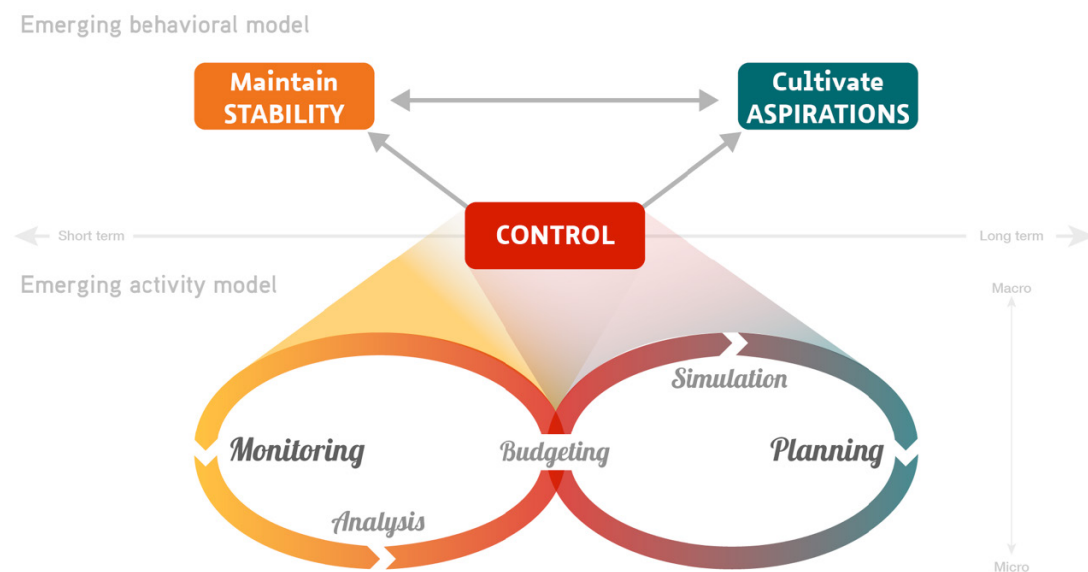 Emerging behavioral model
Maintain
STABILITY
Cultivate
ASPIRATIONS
CONTROL
Short term
Long term
Emerging activity model
Macro
Simulation
Monitoring
Budgeting
Planning
Analysis
Micro